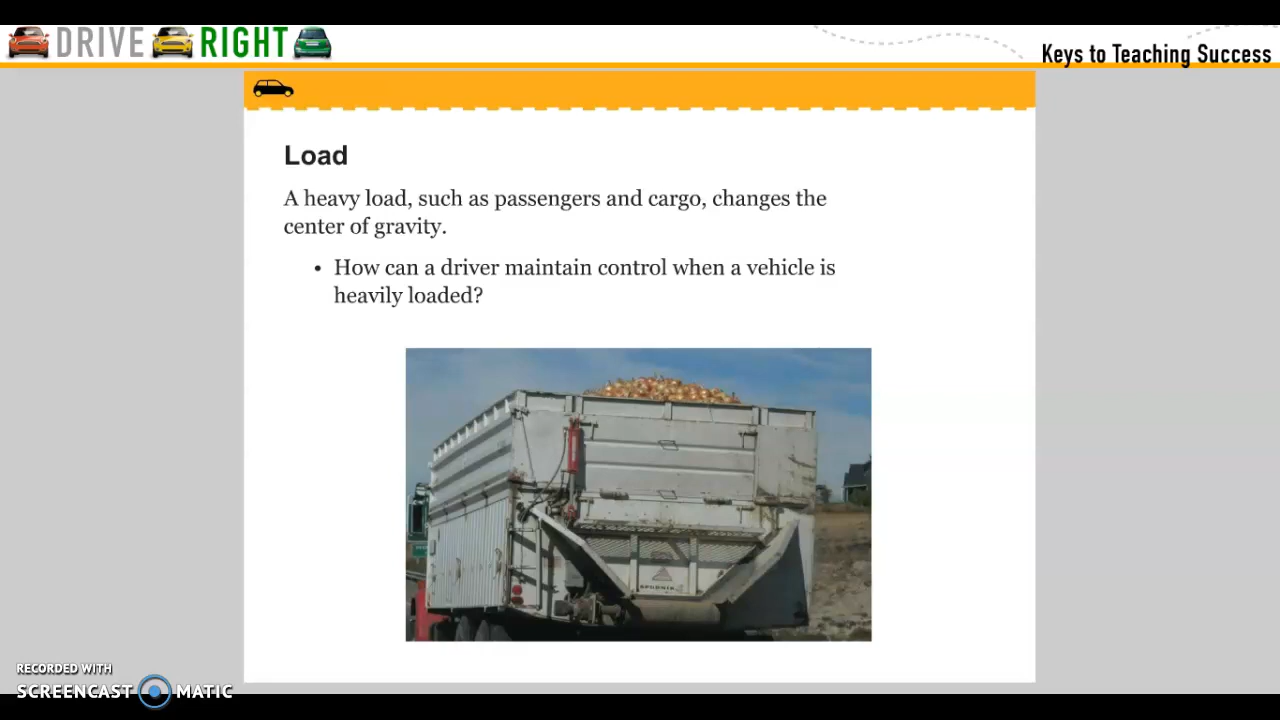 DRIVE RIGHT
Keys to Teaching Success
Load
A heavy load, such as passengers and cargo, changes the
center of gravity.
• How can a driver maintain control when a vehicle is
heavily loaded?
SPUDNIK
RECORDED WITH
SCREENCAST MATIC